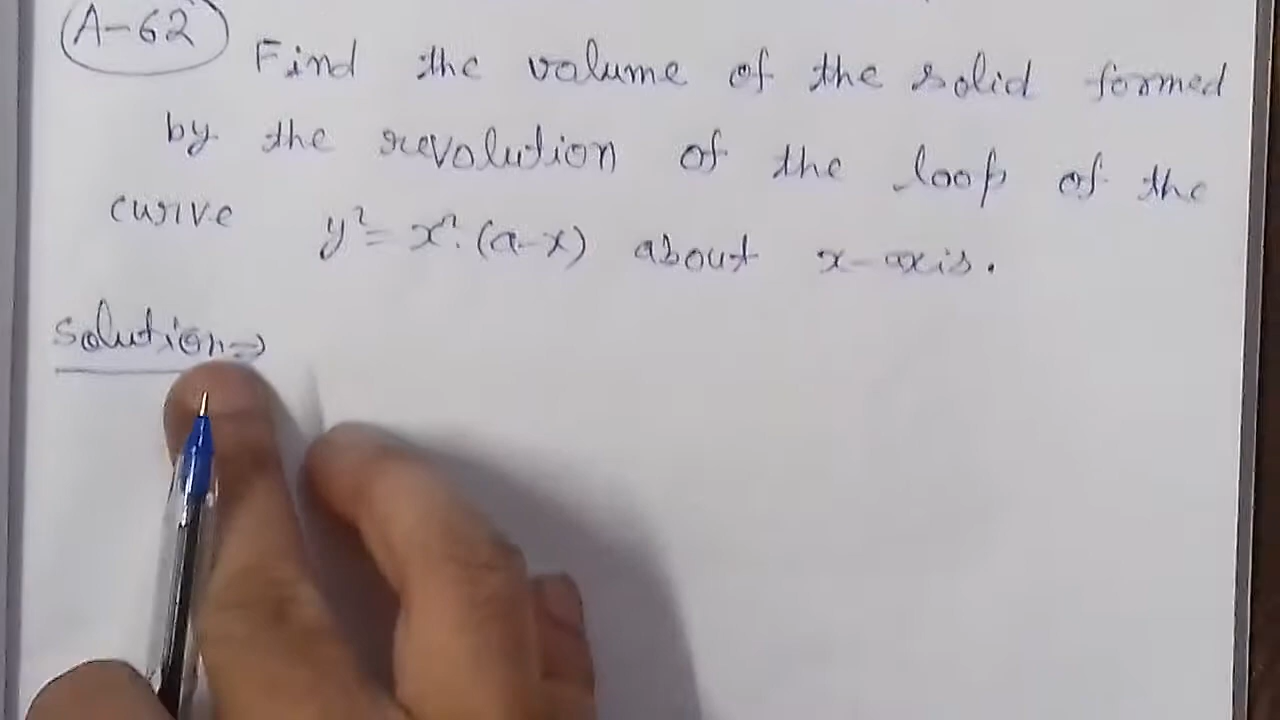 A-62 Find the volume of the solid formed
by the revolution of the loop of the
curve y² = x².(a-x) about x-axis.
Solution ⇒